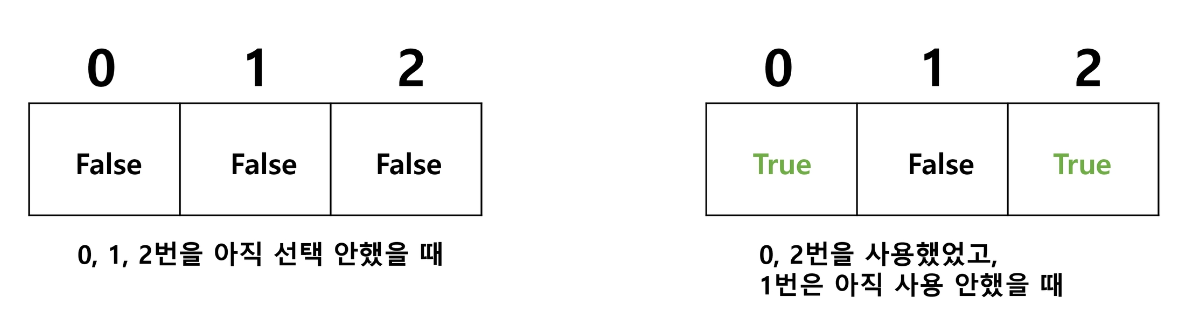 0 1 2
False False False
0, 1, 2번을 아직 선택 안했을 때
0 1 2
True False True
0, 2번을 사용했었고,
1번은 아직 사용 안했을 때